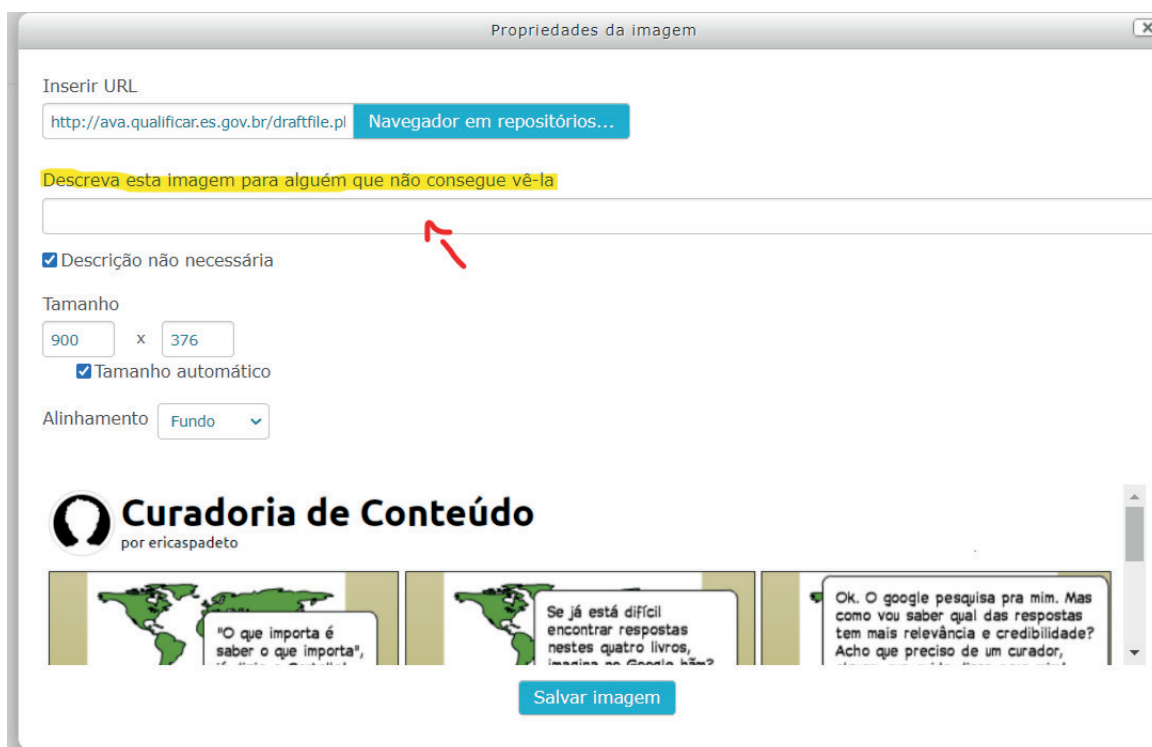 Propriedades da imagem
Inserir URL
http://ava.qualificar.es.gov.br/draftfile.pl
Navegador em repositórios...
Descreva esta imagem para alguém que não consegue vê-la
Descrição não necessária
Tamanho
900 x 376
Tamanho automático
Alinhamento Fundo
Curadoria de Conteúdo
por ericaspadeto
"O que importa é
saber o que importa",
Se já está difícil
encontrar respostas
nestes quatro livros,
imagina no Google hãm?
Ok. O google pesquisa pra mim. Mas
como vou saber qual das respostas
tem mais relevância e credibilidade?
Acho que preciso de um curador,
Salvar imagem